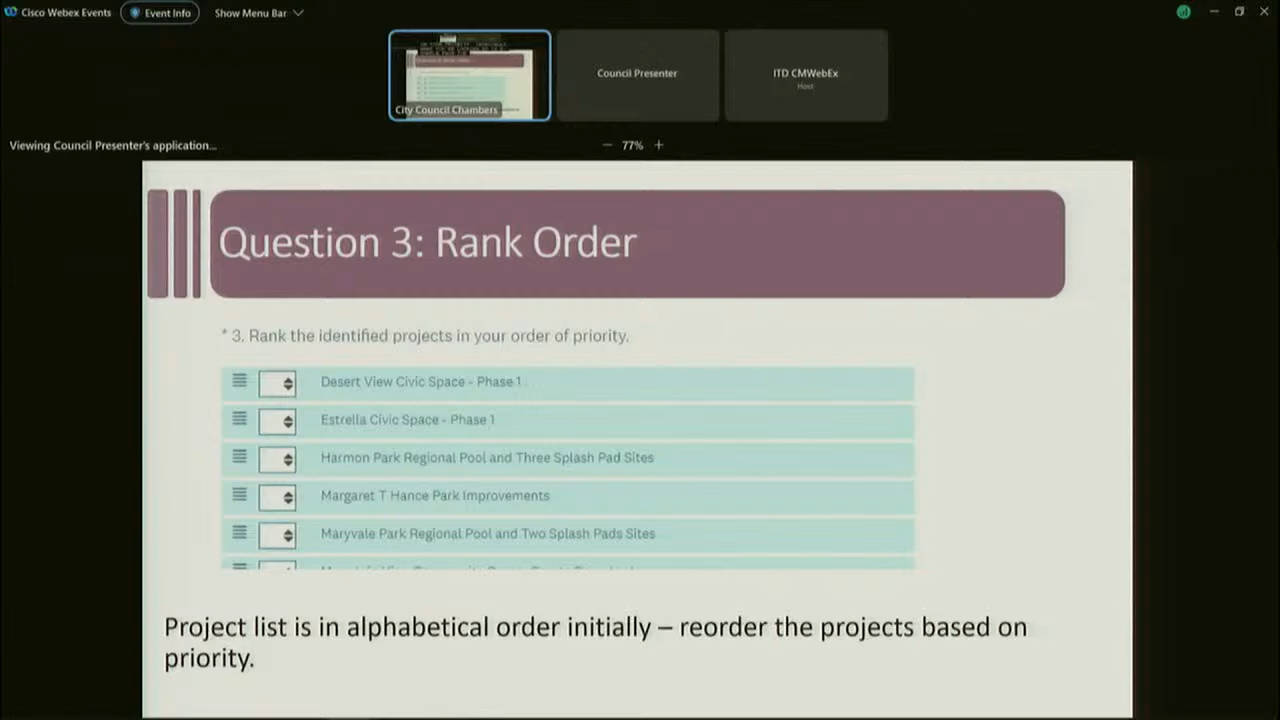 Cisco Webex Events
Event Info
Show Menu Bar
City Council Chambers
Council Presenter
ITD CMWebEx
Host
Viewing Council Presenter's application...
77%
Question 3: Rank Order
* 3. Rank the identified projects in your order of priority.
Desert View Civic Space - Phase 1
Estrella Civic Space - Phase 1
Harmon Park Regional Pool and Three Splash Pad Sites
Margaret T Hance Park Improvements
Maryvale Park Regional Pool and Two Splash Pads Sites
Project list is in alphabetical order initially – reorder the projects based on
priority.